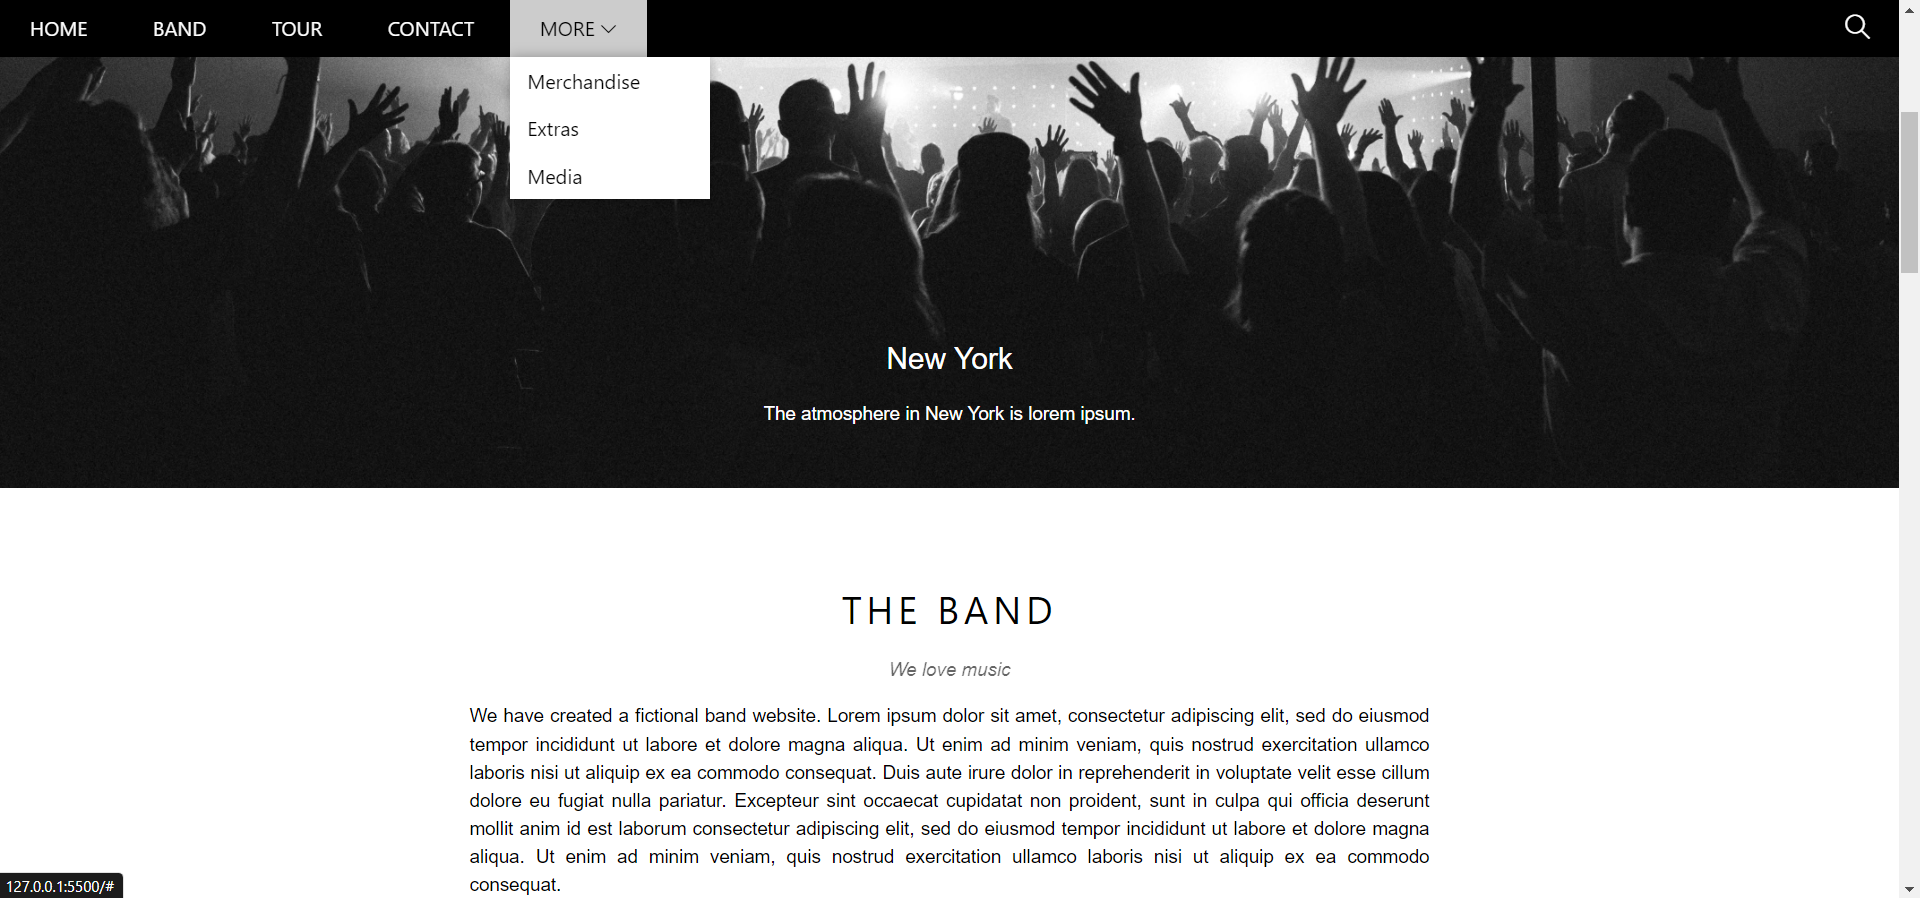 HOME BAND TOUR CONTACT MORE
Merchandise
Extras
Media
New York
The atmosphere in New York is lorem ipsum.
THE BAND
We love music
We have created a fictional band website. Lorem ipsum dolor sit amet, consectetur adipiscing elit, sed do eiusmod
tempor incididunt ut labore et dolore magna aliqua. Ut enim ad minim veniam, quis nostrud exercitation ullamco
laboris nisi ut aliquip ex ea commodo consequat. Duis aute irure dolor in reprehenderit in voluptate velit esse cillum
dolore eu fugiat nulla pariatur. Excepteur sint occaecat cupidatat non proident, sunt in culpa qui officia deserunt
mollit anim id est laborum consectetur adipiscing elit, sed do eiusmod tempor incididunt ut labore et dolore magna
aliqua. Ut enim ad minim veniam, quis nostrud exercitation ullamco laboris nisi ut aliquip ex ea commodo
consequat.
127.0.0.1:5500/#